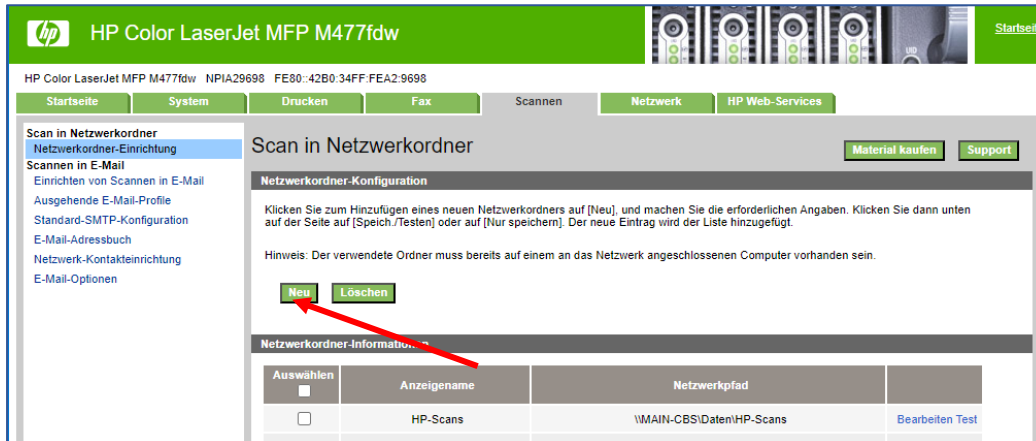 hp
HP Color LaserJet MFP M477fdw
UID
Startseit
HP Color LaserJet MFP M477fdw NPIA29698 FE80::42B0:34FF:FEA2:9698
Startseite System Drucken Fax Scannen Netzwerk HP Web-Services
Scan in Netzwerkordner
Netzwerkordner-Einrichtung
Scannen in E-Mail
Einrichten von Scannen in E-Mail
Ausgehende E-Mail-Profile
Standard-SMTP-Konfiguration
E-Mail-Adressbuch
Netzwerk-Kontakteinrichtung
E-Mail-Optionen
Scan in Netzwerkordner
Material kaufen Support
Netzwerkordner-Konfiguration
Klicken Sie zum Hinzufügen eines neuen Netzwerkordners auf [Neu], und machen Sie die erforderlichen Angaben. Klicken Sie dann unten
auf der Seite auf [Speich./Testen] oder auf [Nur speichern]. Der neue Eintrag wird der Liste hinzugefügt.
Hinweis: Der verwendete Ordner muss bereits auf einem an das Netzwerk angeschlossenen Computer vorhanden sein.
Neu Löschen
Netzwerkordner-Informationen
Auswählen Anzeigename Netzwerkpfad
HP-Scans \\MAIN-CBS\Daten\HP-Scans Bearbeiten Test